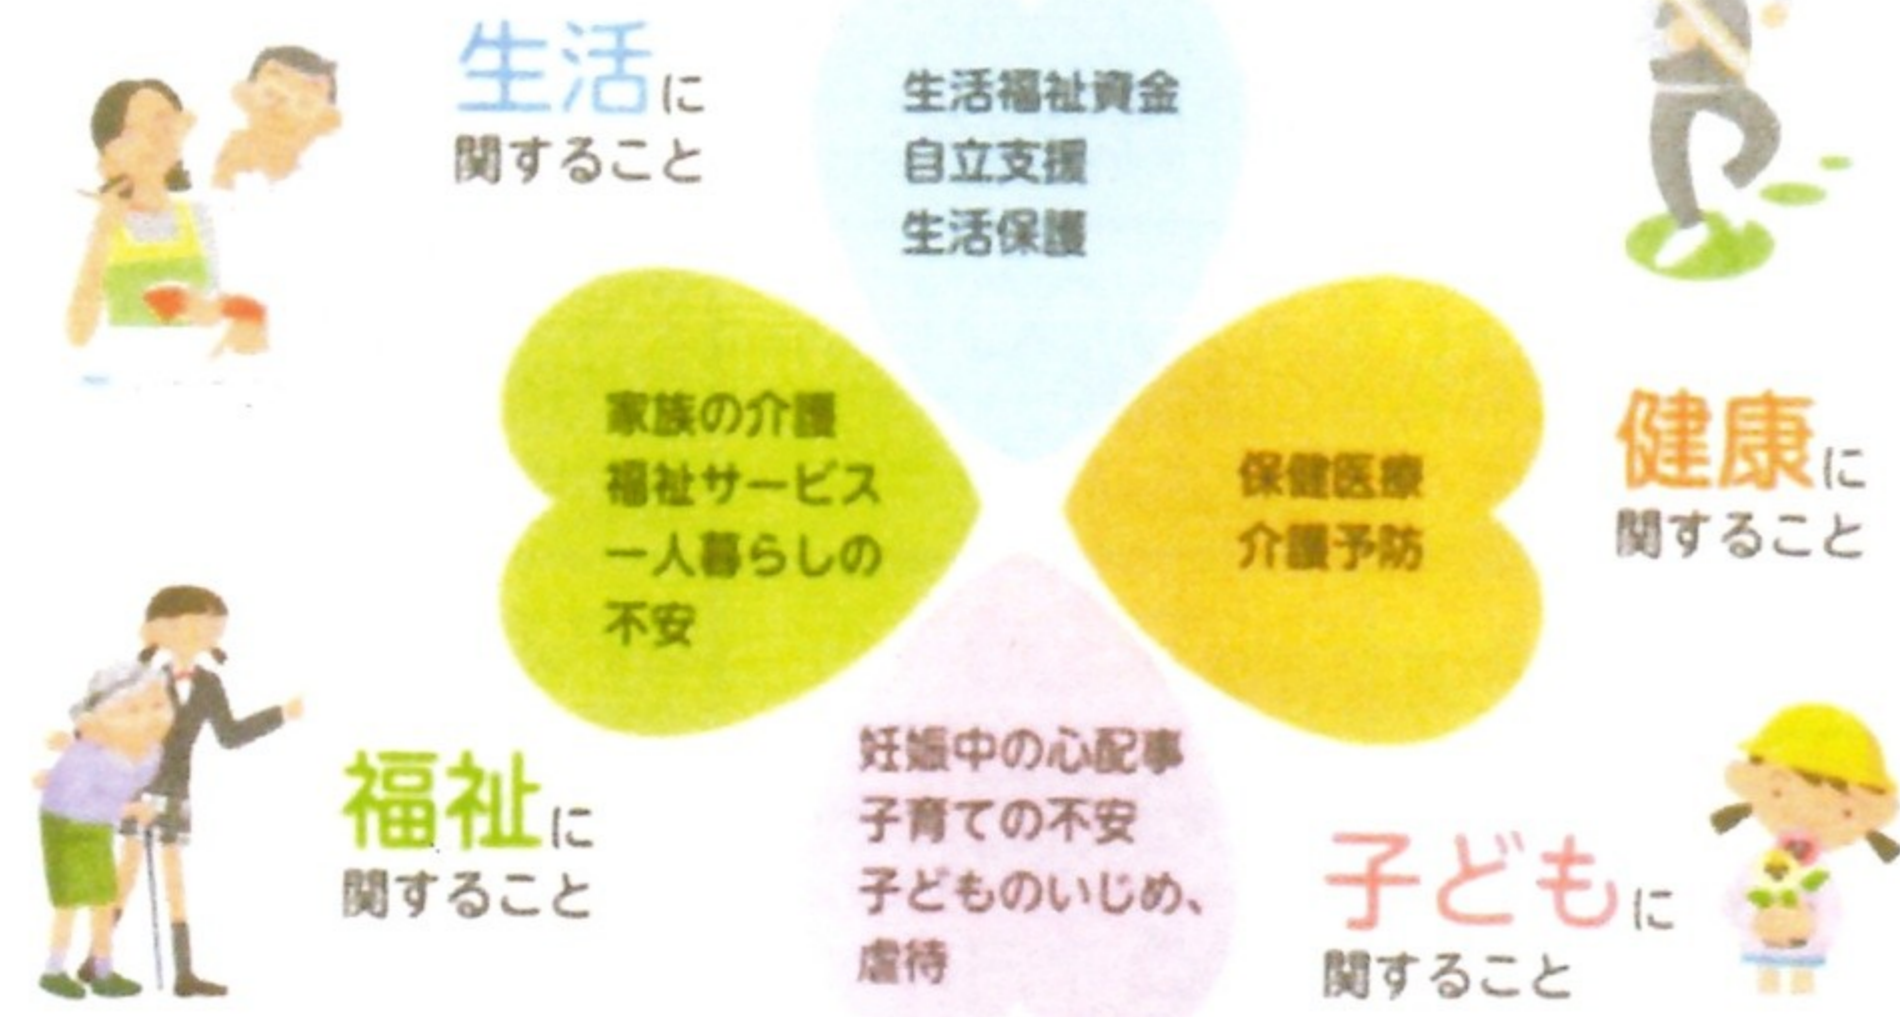 生活に
関すること
生活福祉資金
自立支援
生活保護
家族の介護
福祉サービス
一人暮らしの
不安
保健医療
介護予防
健康に
関すること
福祉に
関すること
妊娠中の心配事
子育ての不安
子どものいじめ、
虐待
子どもに
関すること